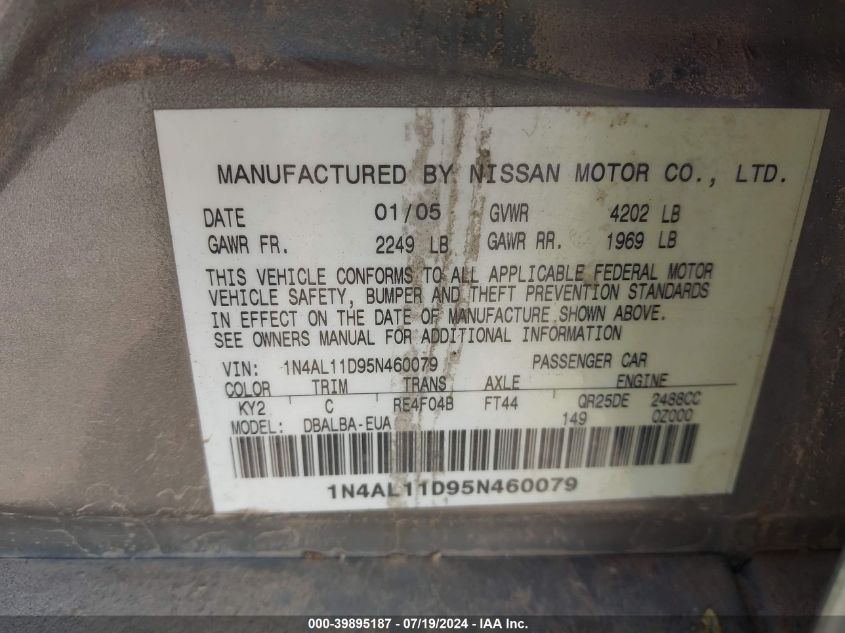 MANUFACTURED BY NISSAN MOTOR CO., LTD.
DATE 01/05 GVWR 4202 LB
GAWR FR. 2249 LB GAWR RR. 1969 LB
THIS VEHICLE CONFORMS TO ALL APPLICABLE FEDERAL MOTOR
VEHICLE SAFETY, BUMPER AND THEFT PREVENTION STANDARDS
IN EFFECT ON THE DATE OF MANUFACTURE SHOWN ABOVE.
SEE OWNERS MANUAL FOR ADDITIONAL INFORMATION
VIN: 1N4AL11D95N460079 PASSENGER CAR
COLOR TRIM TRANS AXLE ENGINE
KY2 C RE4F04B FT44 QR25DE 2488CC
MODEL: DBALBA-EUA 149 0Z000
1N4AL11D95N460079
000-39895187 - 07/19/2024 - IAA Inc.